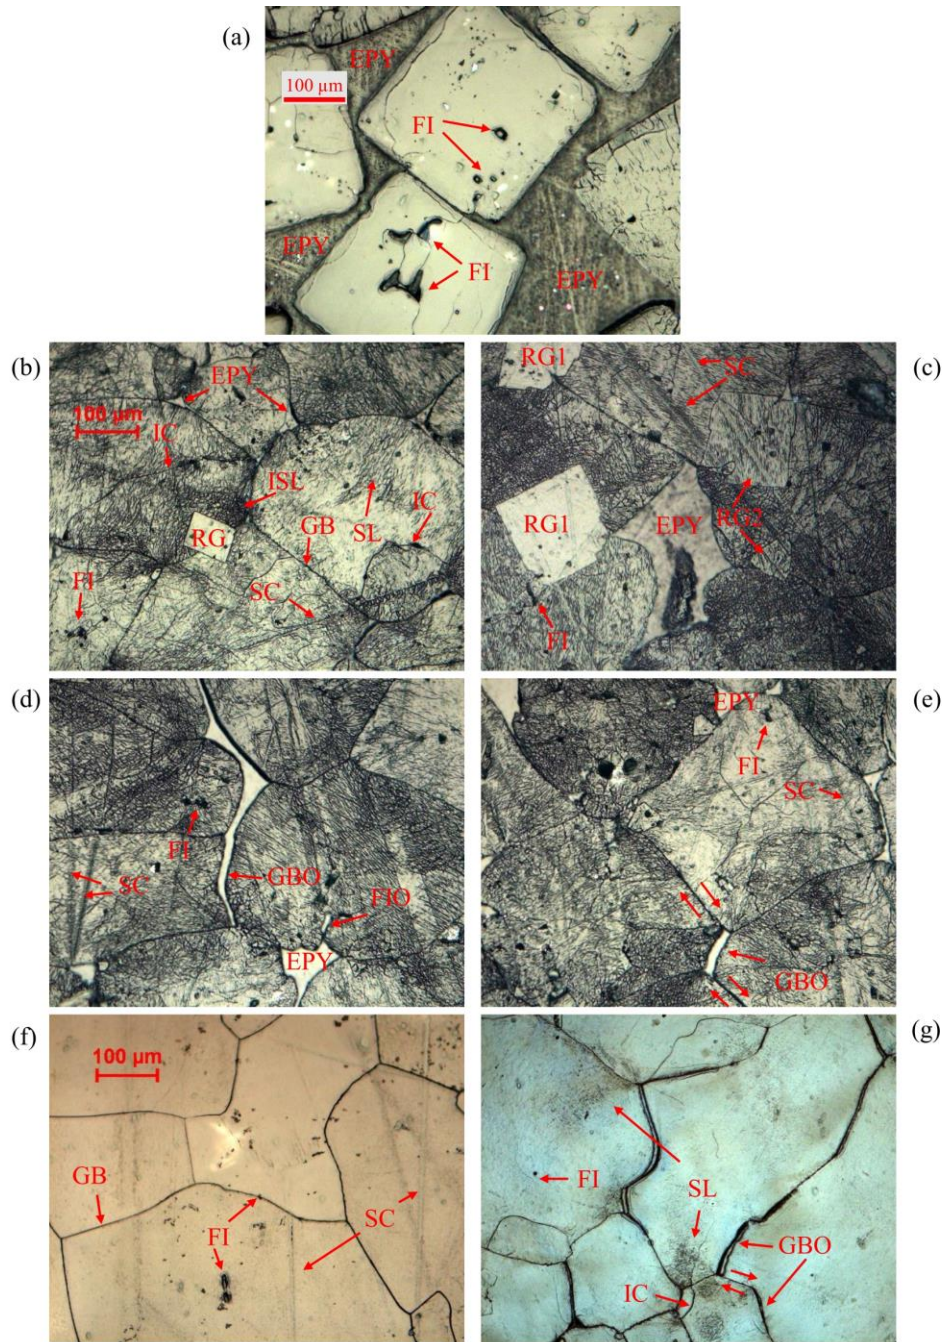 (a)
EPY
100 µm
FI
EPY
FI
EPY
(b)
EPY
100 µm
IC
ISL
GB
SL
IC
RG
FI
SC
(c)
RG1
SC
RG1
EPY
RG2
FI
(d)
FI
SC
GBO
FIO
EPY
(e)
EPY
FI
SC
GBO
(f)
100 µm
GB
FI
SC
(g)
FI
SL
GBO
IC